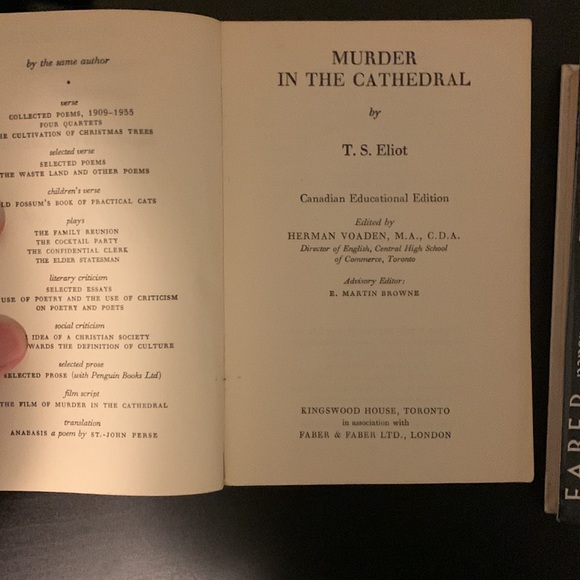 by the same author
verse
COLLECTED POEMS, 1909-1935
FOUR QUARTETS
CULTIVATION OF CHRISTMAS TREES
selected verse
SELECTED POEMS
THE WASTE LAND AND OTHER POEMS
children's verse
POSSUM'S BOOK OF PRACTICAL CATS
plays
THE FAMILY REUNION
THE COCKTAIL PARTY
THE CONFIDENTIAL CLERK
THE ELDER STATESMAN
literary criticism
SELECTED ESSAYS
USE OF POETRY AND THE USE OF CRITICISM
ON POETRY AND POETS
social criticism
IDEA OF A CHRISTIAN SOCIETY
WARDS THE DEFINITION OF CULTURE
selected prose
SELECTED PROSE (with Penguin Books Ltd)
film script
THE FILM OF MURDER IN THE CATHEDRAL
translation
ANABASIS a poem by ST.-JOHN PERSE
MURDER
IN THE CATHEDRAL
by
T. S. Eliot
Canadian Educational Edition
Edited by
HERMAN VOADEN, M.A., C.D.A.
Director of English, Central High School
of Commerce, Toronto
Advisory Editor:
E. MARTIN BROWNE
KINGSWOOD HOUSE, TORONTO
in association with
FABER & FABER LTD., LONDON
FABER